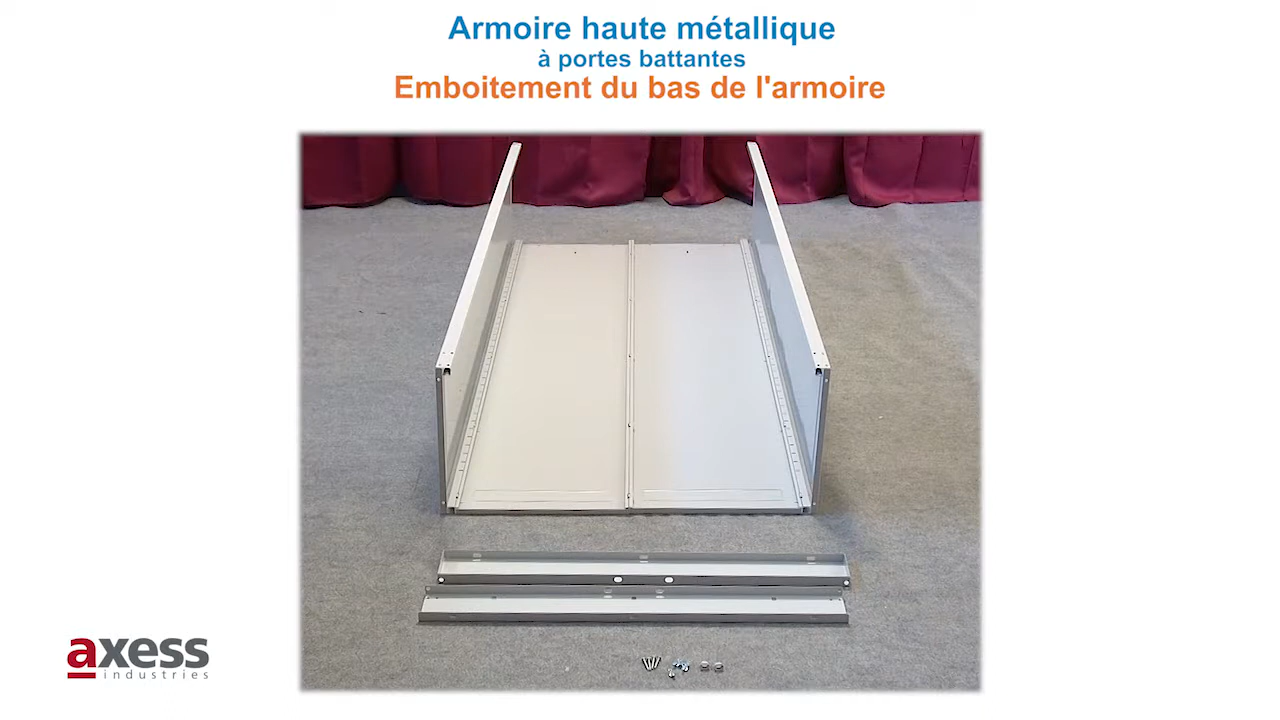 Armoire haute métallique
à portes battantes
Emboitement du bas de l'armoire
axess
industries